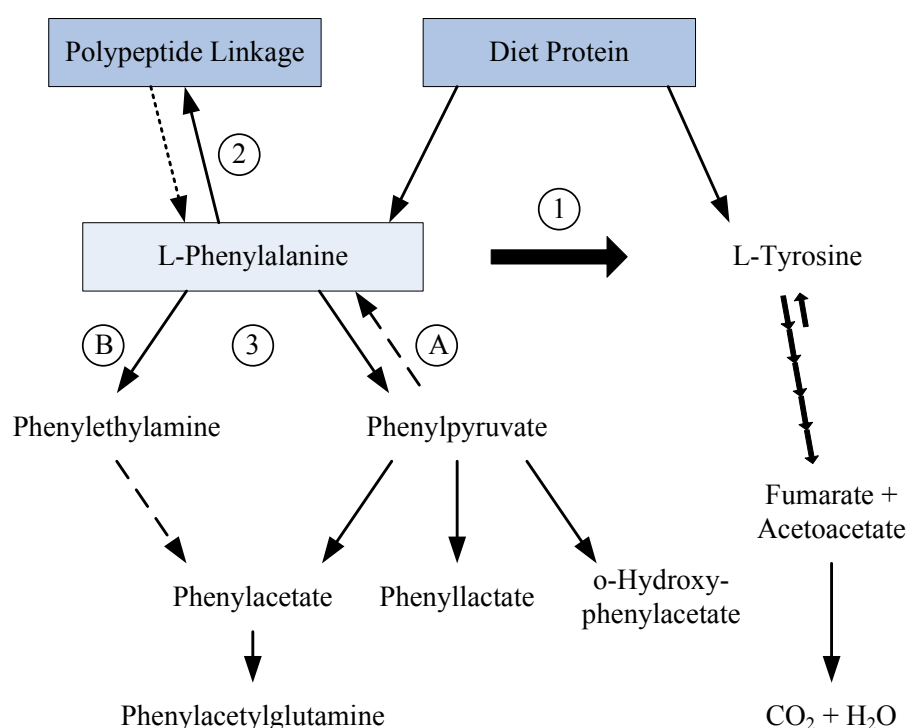 Polypeptide Linkage
Diet Protein
2
1
L-Phenylalanine
L-Tyrosine
B
3
A
Phenylethylamine
Phenylpyruvate
Fumarate +
Acetoacetate
Phenylacetate
Phenyllactate
o-Hydroxy-
phenylacetate
Phenylacetylglutamine
CO₂ + H₂O